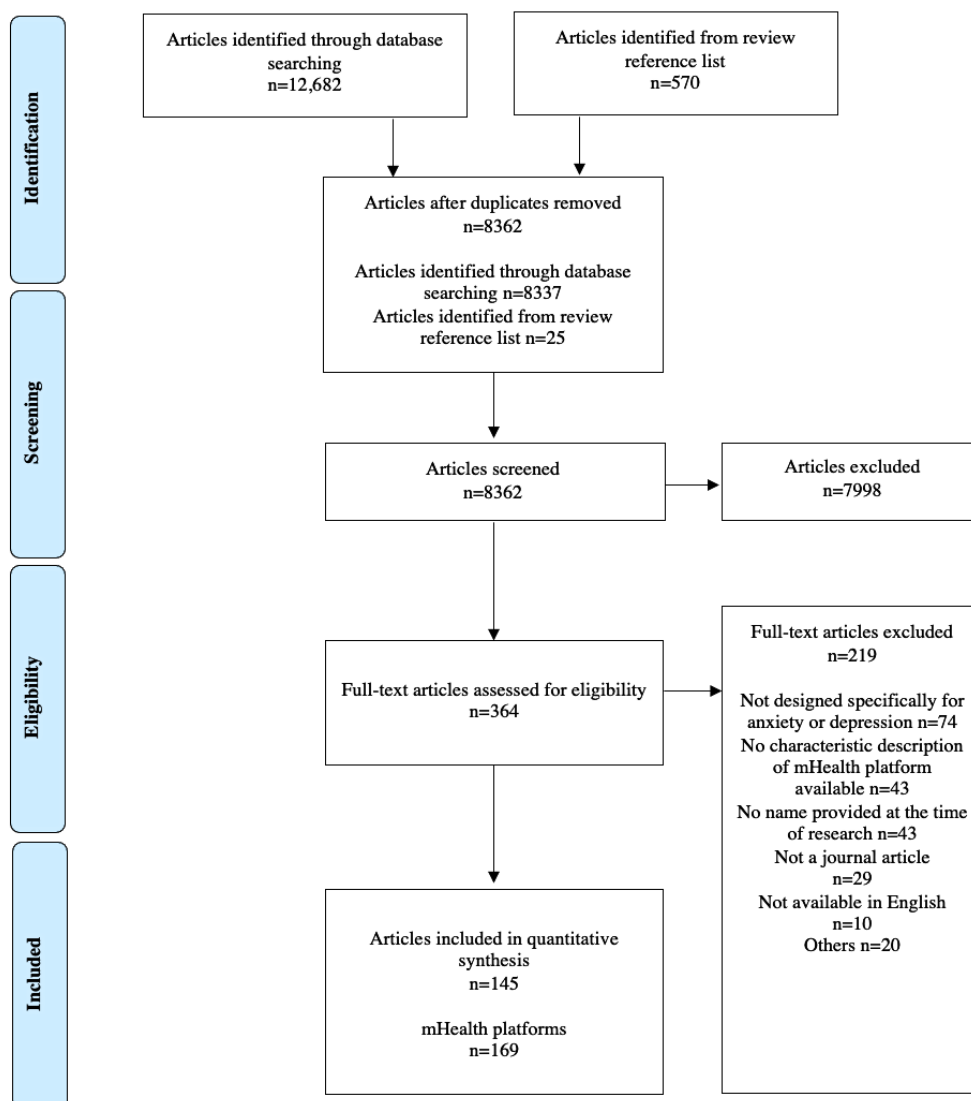 Identification
Articles identified through database
searching
n=12,682
Articles identified from review
reference list
n=570
Articles after duplicates removed
n=8362
Articles identified through database
searching n=8337
Articles identified from review
reference list n=25
Screening
Articles screened
n=8362
Articles excluded
n=7998
Eligibility
Full-text articles assessed for eligibility
n=364
Full-text articles excluded
n=219
Not designed specifically for
anxiety or depression n=74
No characteristic description
of mHealth platform
available n=43
No name provided at the time
of research n=43
Not a journal article
n=29
Not available in English
n=10
Others n=20
Included
Articles included in quantitative
synthesis
n=145
mHealth platforms
n=169